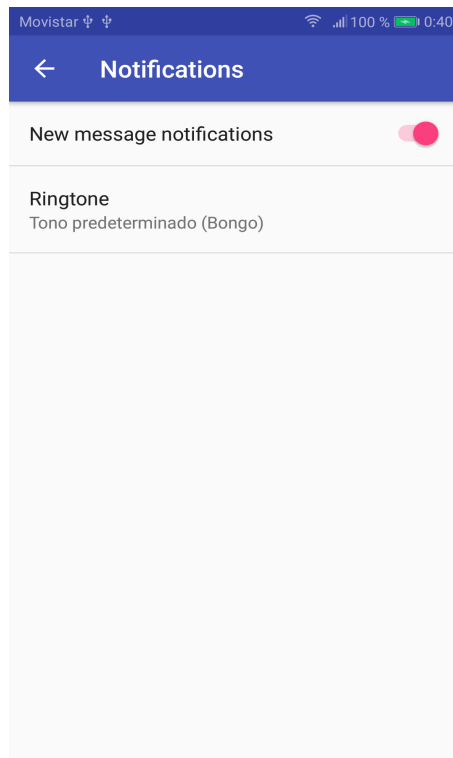 Movistar 100 % 0:40
Notifications
New message notifications
Ringtone
Tono predeterminado (Bongo)